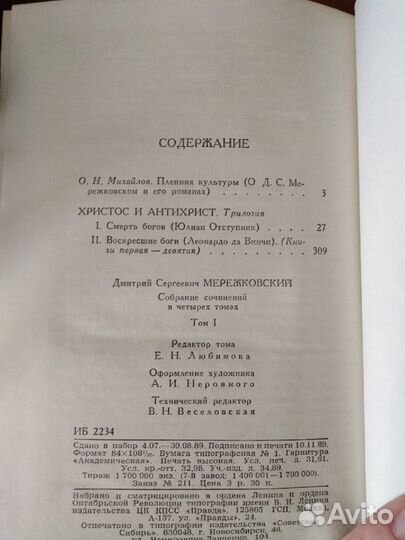 СОДЕРЖАНИЕ
О. Н. Михайлов. Пленник культуры (О Д. С. Ме-
режковском и его романах) . . . . . . . . 3
ХРИСТОС И АНТИХРИСТ. Трилогия
I. Смерть богов (Юлиан Отступник) . . . . . . 27
II. Воскресшие боги (Леонардо да Винчи). (Кни-
ги первая — девятая) . . . . . . . . . 309
Дмитрий Сергеевич МЕРЕЖКОВСКИЙ
Собрание сочинений
в четырех томах
Том I
Редактор тома
Е. Н. Любимова
Оформление художника
А. И. Неровного
Технический редактор
В. Н. Веселовская
ИБ 2234
Сдано в набор 4.07.—30.08.89. Подписано к печати 10.11.89.
Формат 84×108¹/₃₂. Бумага типографская № 1. Гарнитура
«Академическая». Печать высокая. Усл. печ. л. 31,61.
Усл. кр.-отт. 32,98. Уч.-изд. л. 34,89.
Тираж 1 700 000 экз. (7-й завод: 1 400 001—1 700 000).
Заказ № 211. Цена 3 р. 30 к.
Набрано и сматрицировано в ордена Ленина и ордена
Октябрьской Революции типографии имени В. И. Ленина
издательства ЦК КПСС «Правда». 125865 ГСП,
А-137, ул. «Правды», 24.
Отпечатано в типографии издательства «Советская
Сибирь», 630048, г. Новосибирск, 48,
104
Avito